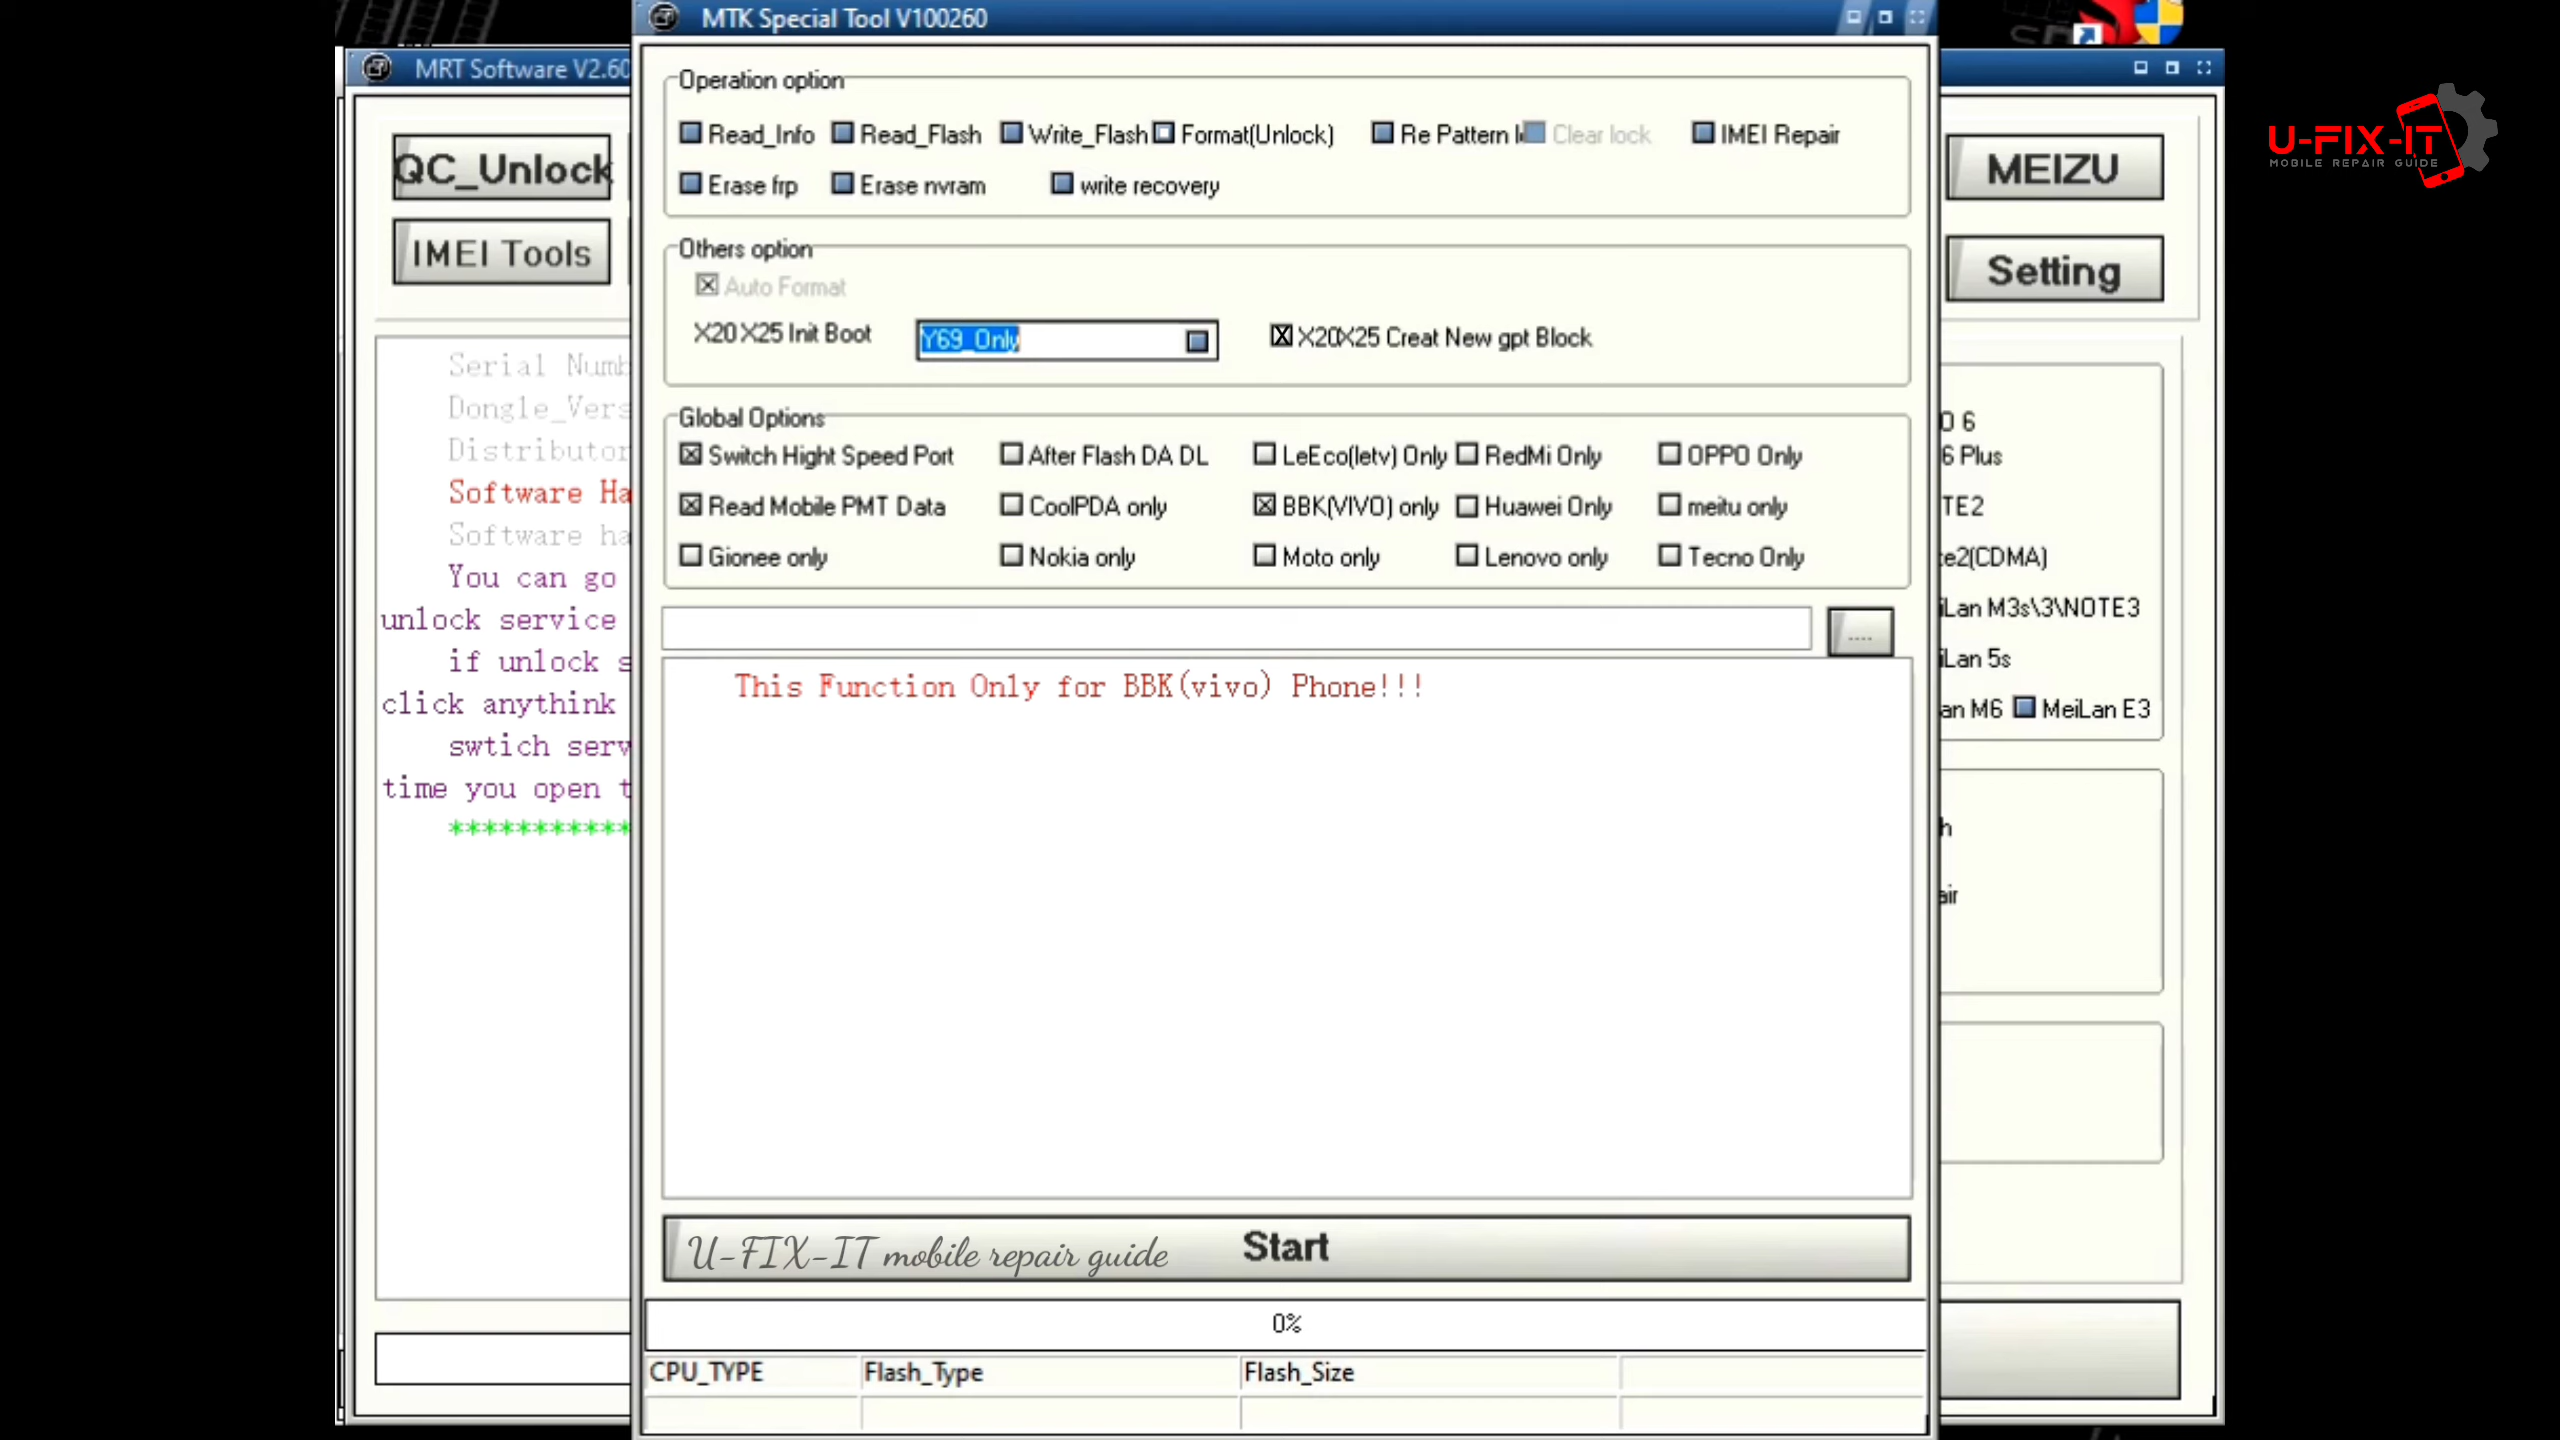 MTK Special Tool V100260
MRT Software V2.60
U-FIX-IT
MOBILE REPAIR GUIDE
QC_Unlock
IMEI Tools
MEIZU
Setting
Operation option
Read_Info Read_Flash Write_Flash Format(Unlock) Re Pattern l Clear lock IMEI Repair
Erase frp Erase nvram write recovery
Others option
Auto Format
X20 X25 Init Boot Y69_Only X20X25 Creat New gpt Block
Global Options
Switch Hight Speed Port After Flash DA DL LeEco(letv) Only RedMi Only OPPO Only
Read Mobile PMT Data CoolPDA only BBK(VIVO) only Huawei Only meitu only
Gionee only Nokia only Moto only Lenovo only Tecno Only
....
This Function Only for BBK(vivo) Phone!!!
Start
U-FIX-IT mobile repair guide
0%
CPU_TYPE Flash_Type Flash_Size
Serial Numb
Dongle_Vers
Distributor
Software Ha
Software ha
You can go
unlock service
if unlock s
click anythink
swtich serv
time you open t
***********
O 6
6 Plus
TE2
te2(CDMA)
iLan M3s\3\NOTE3
iLan 5s
an M6 MeiLan E3
h
air